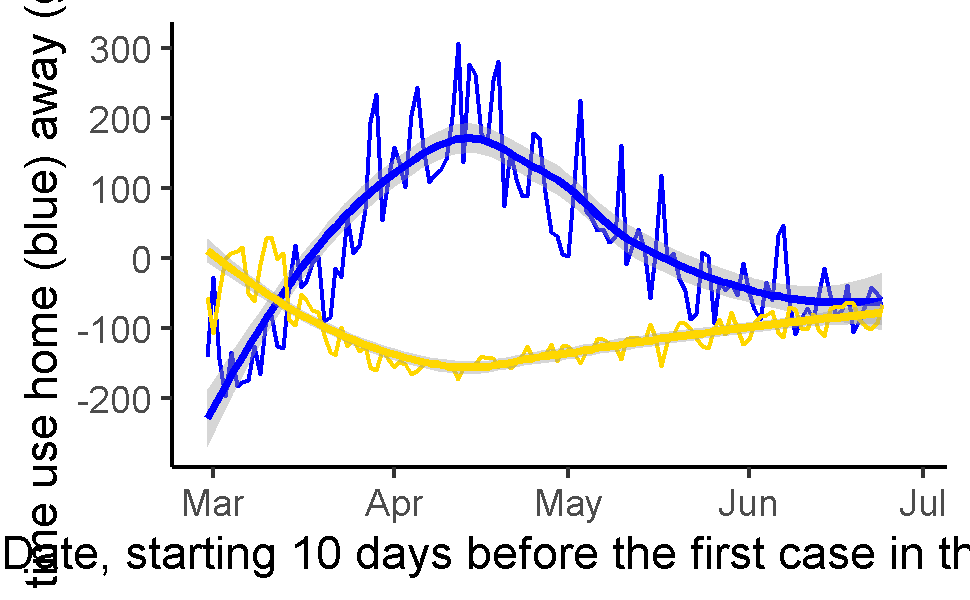 time use home (blue) away (
300
200
100
0
-100
-200
Mar Apr May Jun Jul
Date, starting 10 days before the first case in th